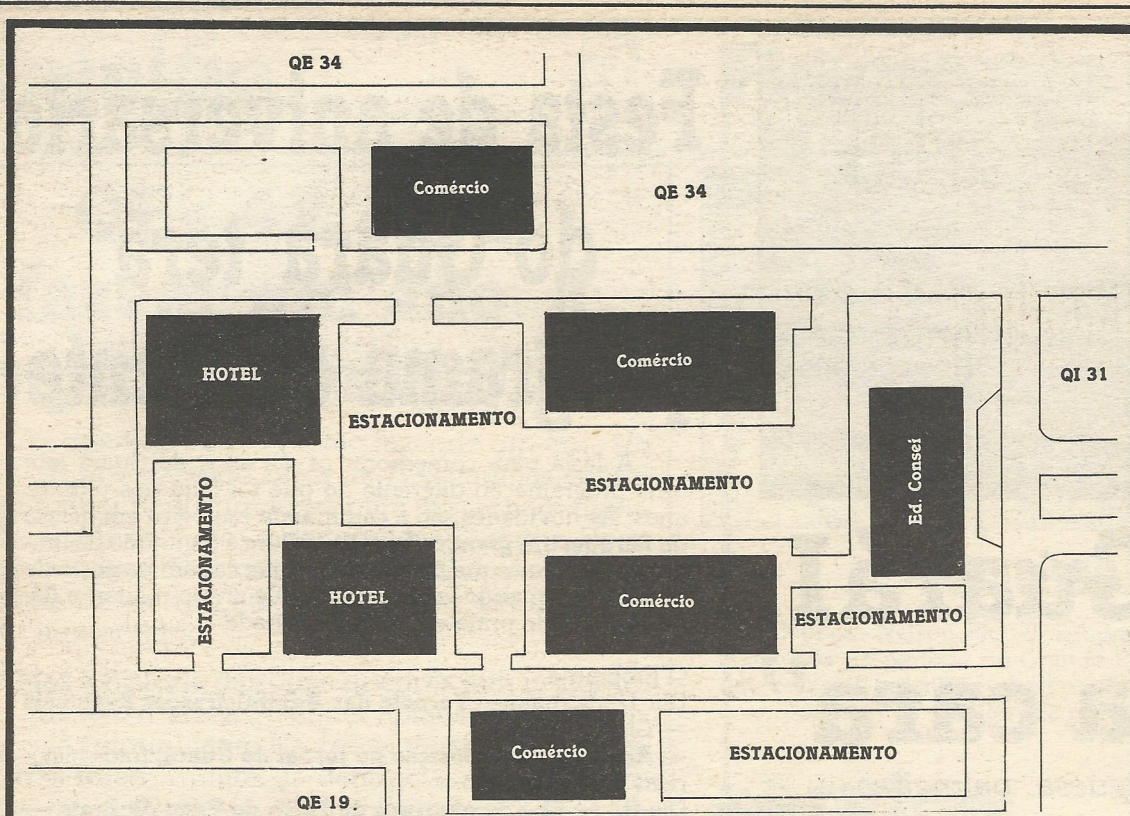 QE 34
Comércio
QE 34
HOTEL
Comércio
QI 31
ESTACIONAMENTO
ESTACIONAMENTO
Ed. Consei
ESTACIONAMENTO
HOTEL
Comércio
ESTACIONAMENTO
Comércio
ESTACIONAMENTO
QE 19